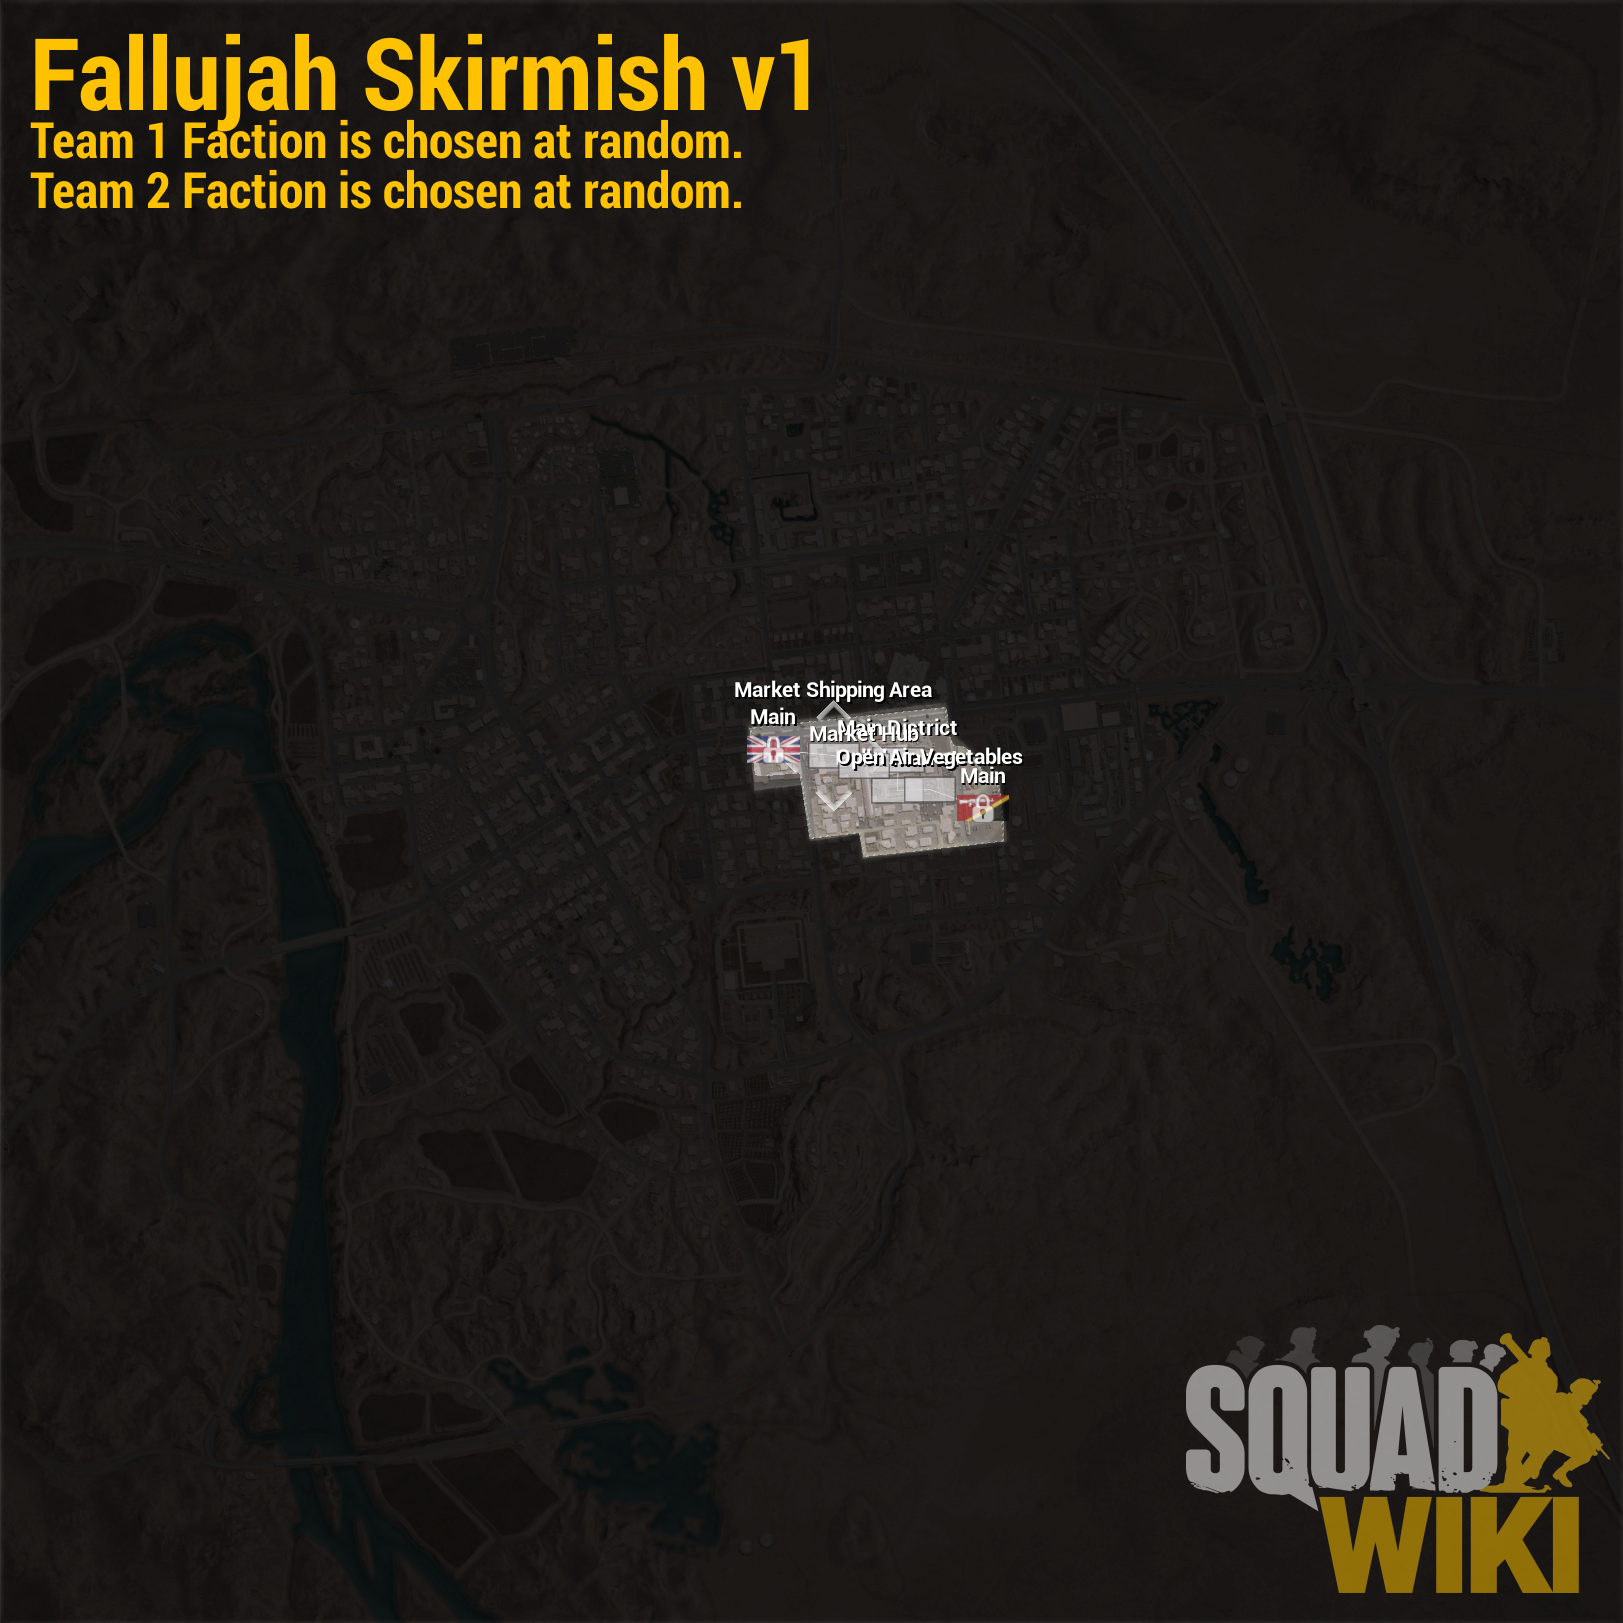 Fallujah Skirmish v1
Team 1 Faction is chosen at random.
Team 2 Faction is chosen at random.
Market Shipping Area
Main
Main District
Market Hub
Open Air Vegetables
Main
SQUAD
WIKI